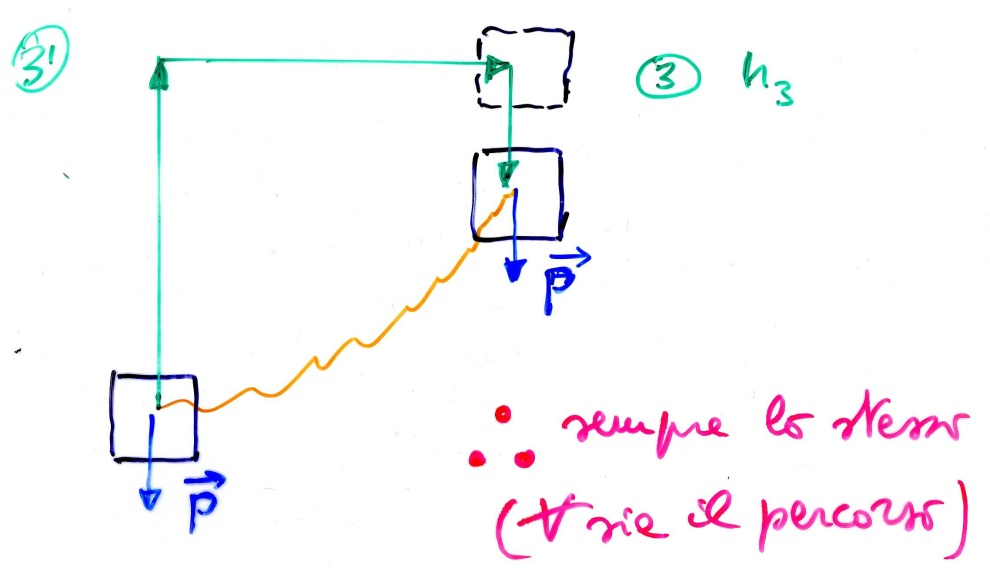 3'
3 h₃
p
p
∴ sempre lo stesso
(∀ sia il percorso)